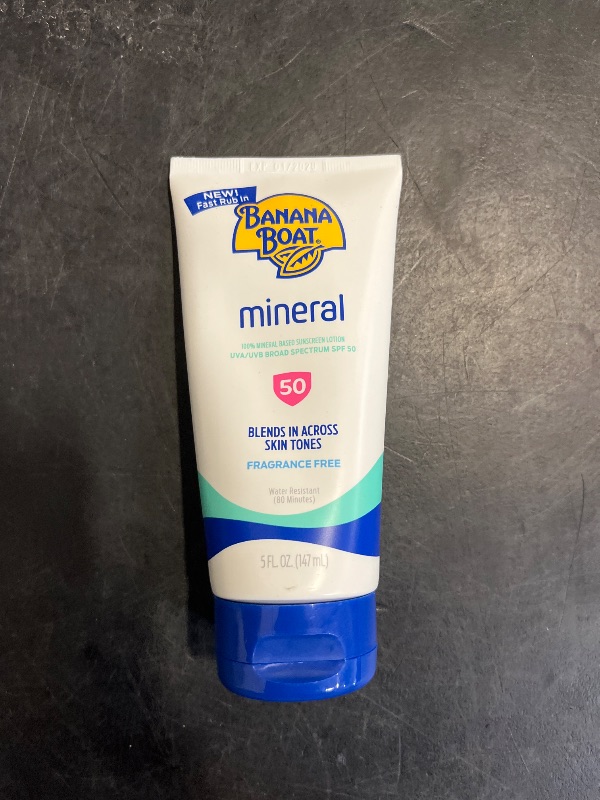 NEW!
Fast Rub In
BANANA
BOAT®
mineral
100% MINERAL BASED SUNSCREEN LOTION
UVA/UVB BROAD SPECTRUM SPF 50
50
BLENDS IN ACROSS
SKIN TONES
FRAGRANCE FREE
Water Resistant
(80 Minutes)
5 FL. OZ. (147 mL)